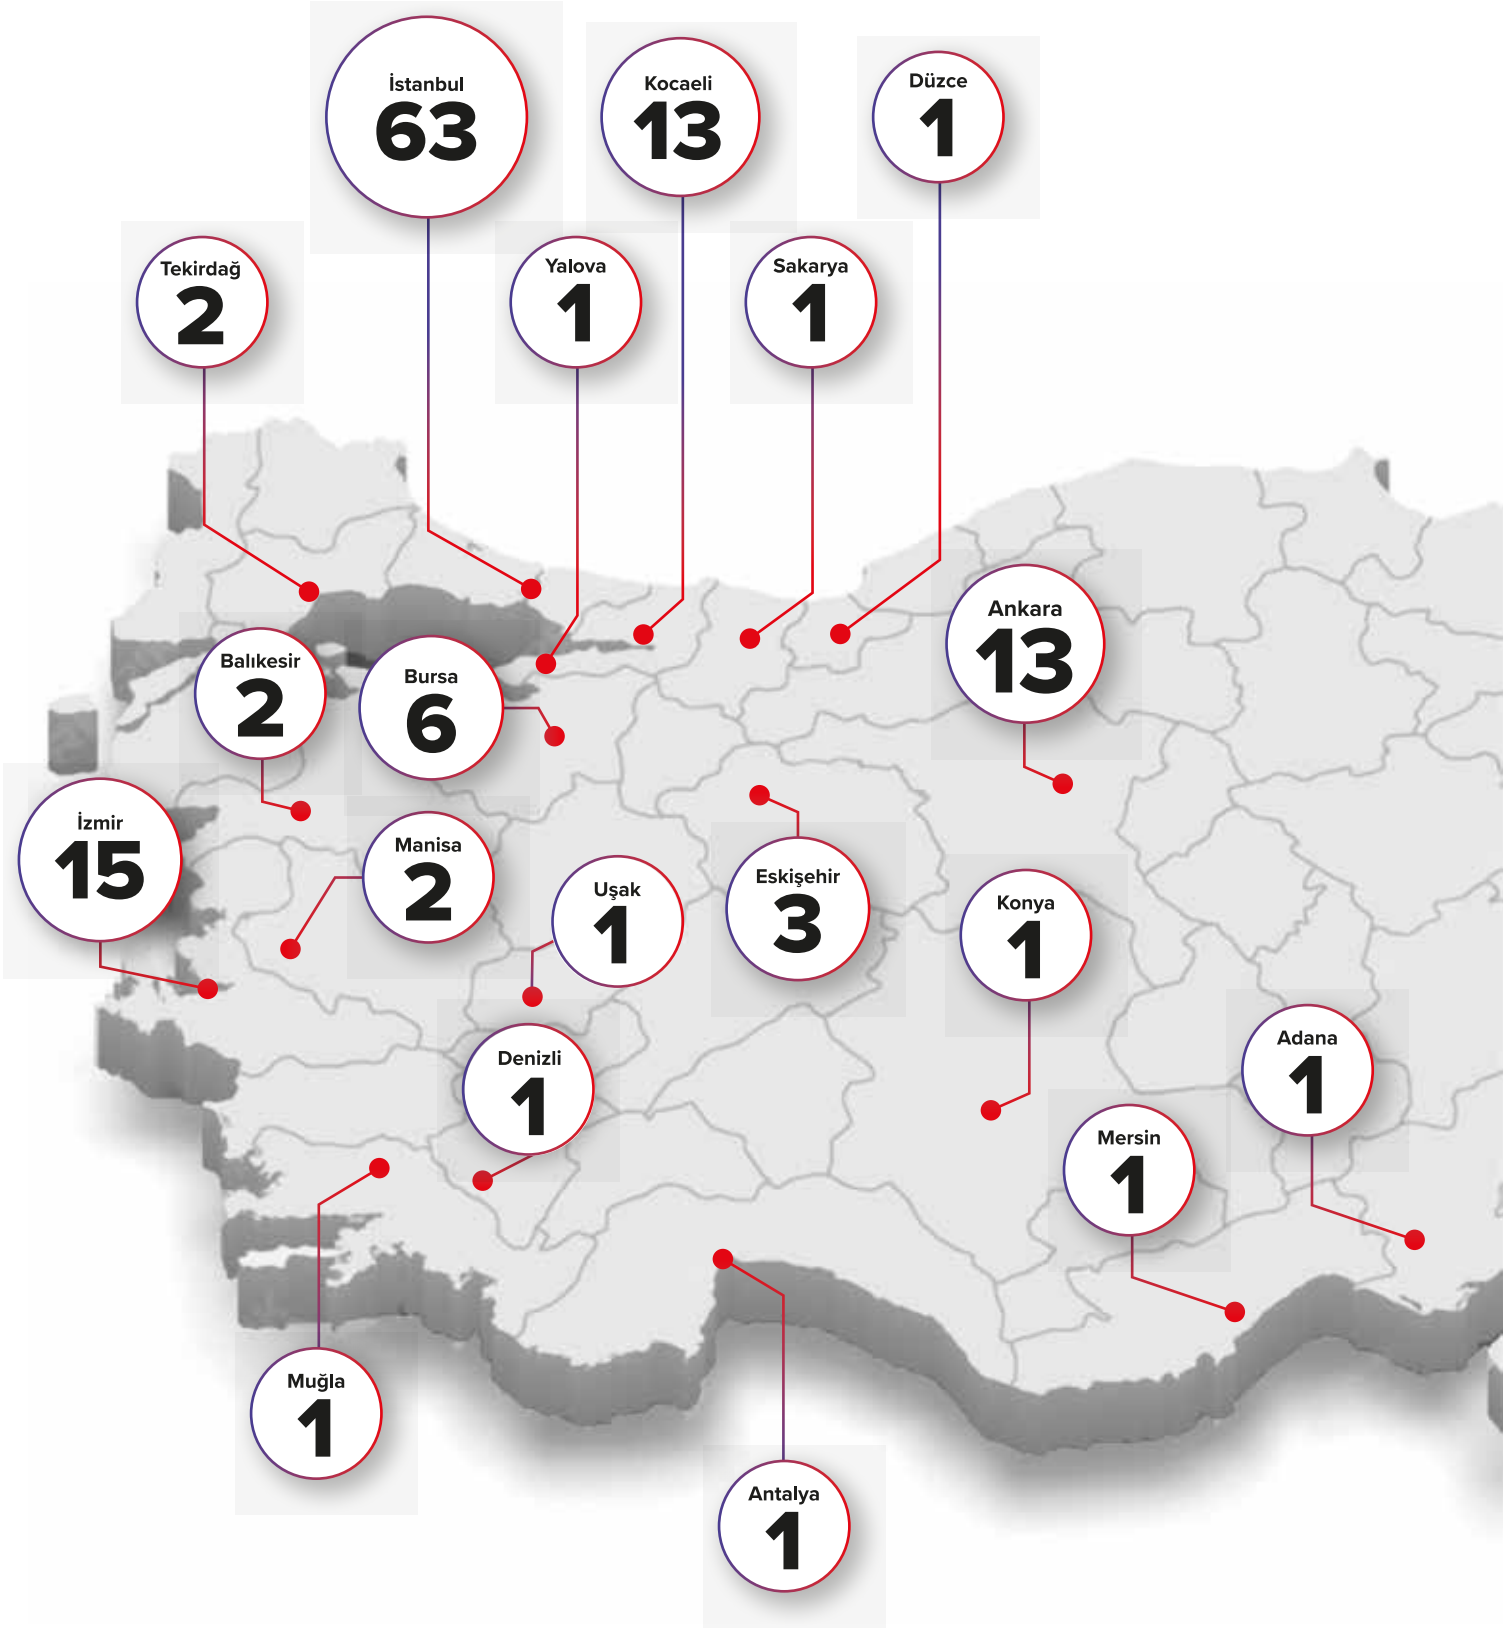 İstanbul
63
Kocaeli
13
Düzce
1
Tekirdağ
2
Yalova
1
Sakarya
1
Ankara
13
Balıkesir
2
Bursa
6
İzmir
15
Manisa
2
Uşak
1
Eskişehir
3
Konya
1
Denizli
1
Adana
1
Mersin
1
Muğla
1
Antalya
1